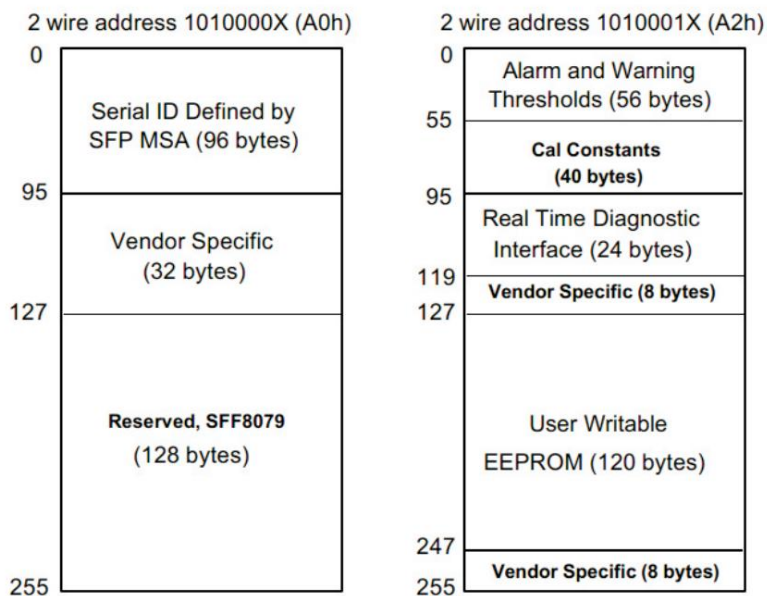 2 wire address 1010000X (A0h)
0
Serial ID Defined by
SFP MSA (96 bytes)
95
Vendor Specific
(32 bytes)
127
Reserved, SFF8079
(128 bytes)
255
2 wire address 1010001X (A2h)
0
Alarm and Warning
Thresholds (56 bytes)
55
Cal Constants
(40 bytes)
95
Real Time Diagnostic
Interface (24 bytes)
119
Vendor Specific (8 bytes)
127
User Writable
EEPROM (120 bytes)
247
Vendor Specific (8 bytes)
255